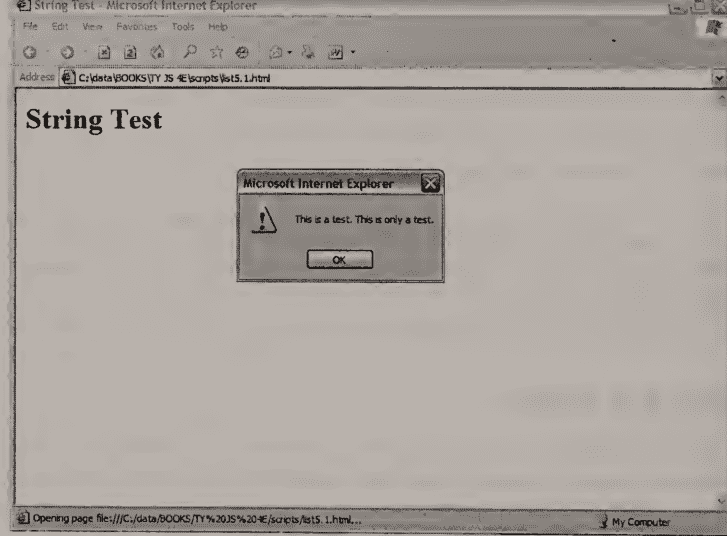 String Test - Microsoft Internet Explorer
File Edit View Favorites Tools Help
Address C:\data\BOOKS\TY JS 4E\scripts\list5.1.html
String Test
Microsoft Internet Explorer
This is a test. This is only a test.
OK
Opening page file:///C:/data/BOOKS/TY%20JS%204E/scripts/list5.1.html...
My Computer